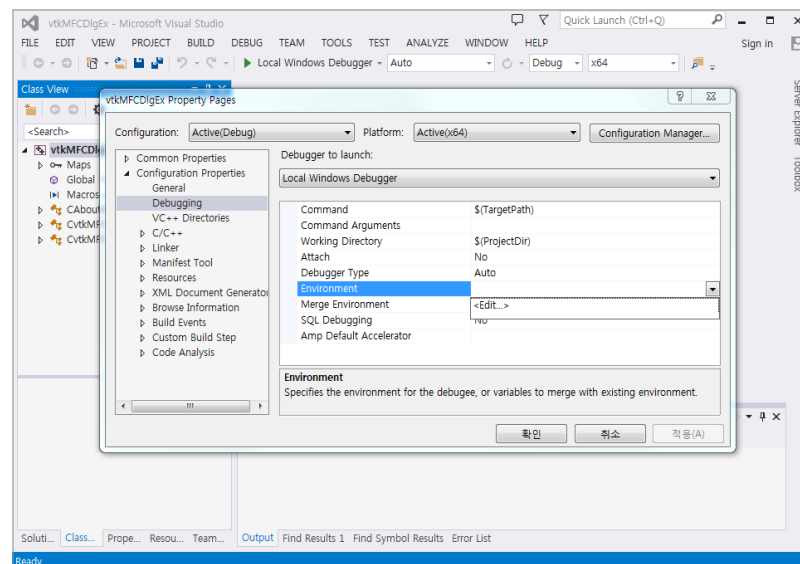 vtkMFCDlgEx - Microsoft Visual Studio
Quick Launch (Ctrl+Q)
FILE EDIT VIEW PROJECT BUILD DEBUG TEAM TOOLS TEST ANALYZE WINDOW HELP
Sign in
Local Windows Debugger Auto Debug x64
Class View
<Search>
vtkMFCDl
Maps
Global
Macros
CAbout
CvtkMF
CvtkMF
vtkMFCDlgEx Property Pages
Configuration: Active(Debug) Platform: Active(x64) Configuration Manager...
Common Properties
Configuration Properties
General
Debugging
VC++ Directories
C/C++
Linker
Manifest Tool
Resources
XML Document Generator
Browse Information
Build Events
Custom Build Step
Code Analysis
Debugger to launch:
Local Windows Debugger
Command $(TargetPath)
Command Arguments
Working Directory $(ProjectDir)
Attach No
Debugger Type Auto
Environment
Merge Environment <Edit...>
SQL Debugging No
Amp Default Accelerator
Environment
Specifies the environment for the debugee, or variables to merge with existing environment.
확인 취소 적용(A)
Server Explorer
Toolbox
Soluti... Class... Prope... Resou... Team... Output Find Results 1 Find Symbol Results Error List
Ready